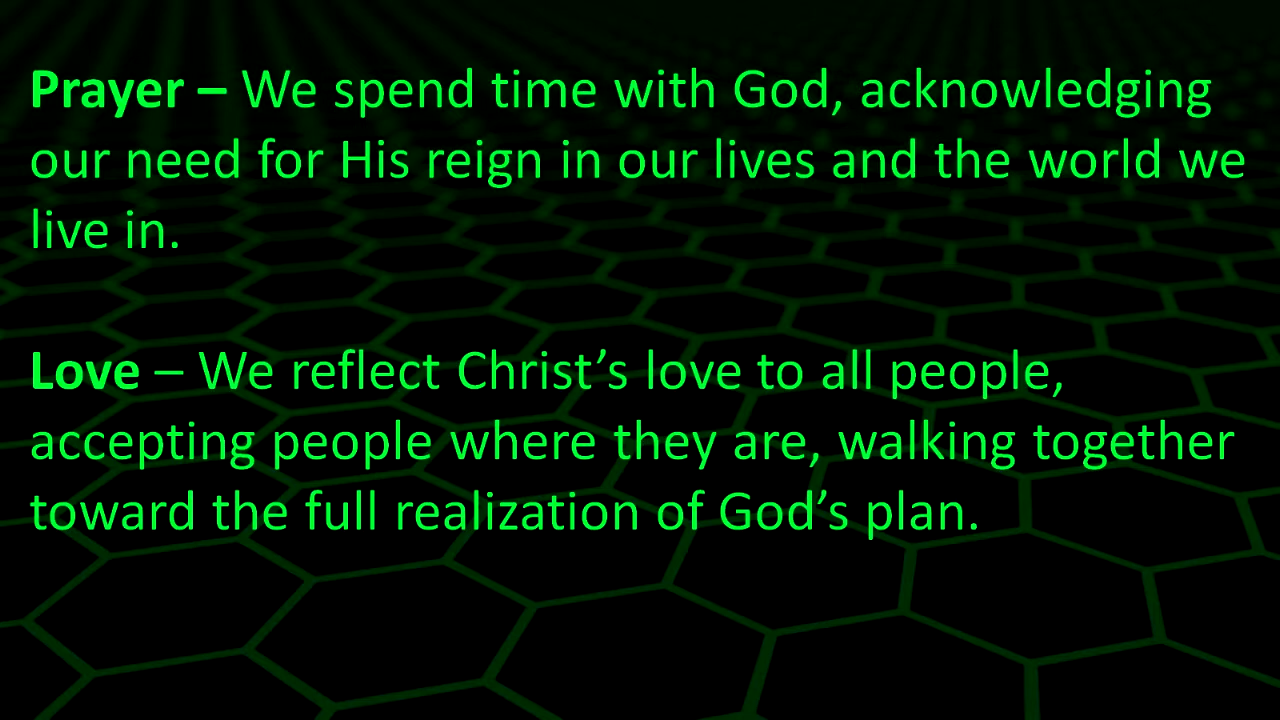 Prayer – We spend time with God, acknowledging
our need for His reign in our lives and the world we
live in.
Love – We reflect Christ’s love to all people,
accepting people where they are, walking together
toward the full realization of God’s plan.